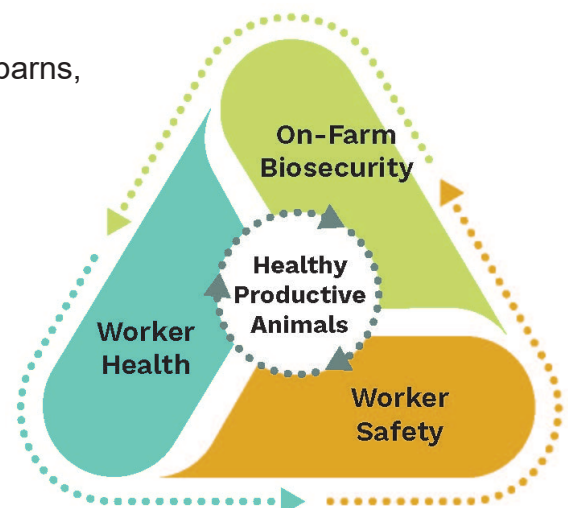 barns,
On-Farm
Biosecurity
Healthy
Productive
Animals
Worker
Health
Worker
Safety